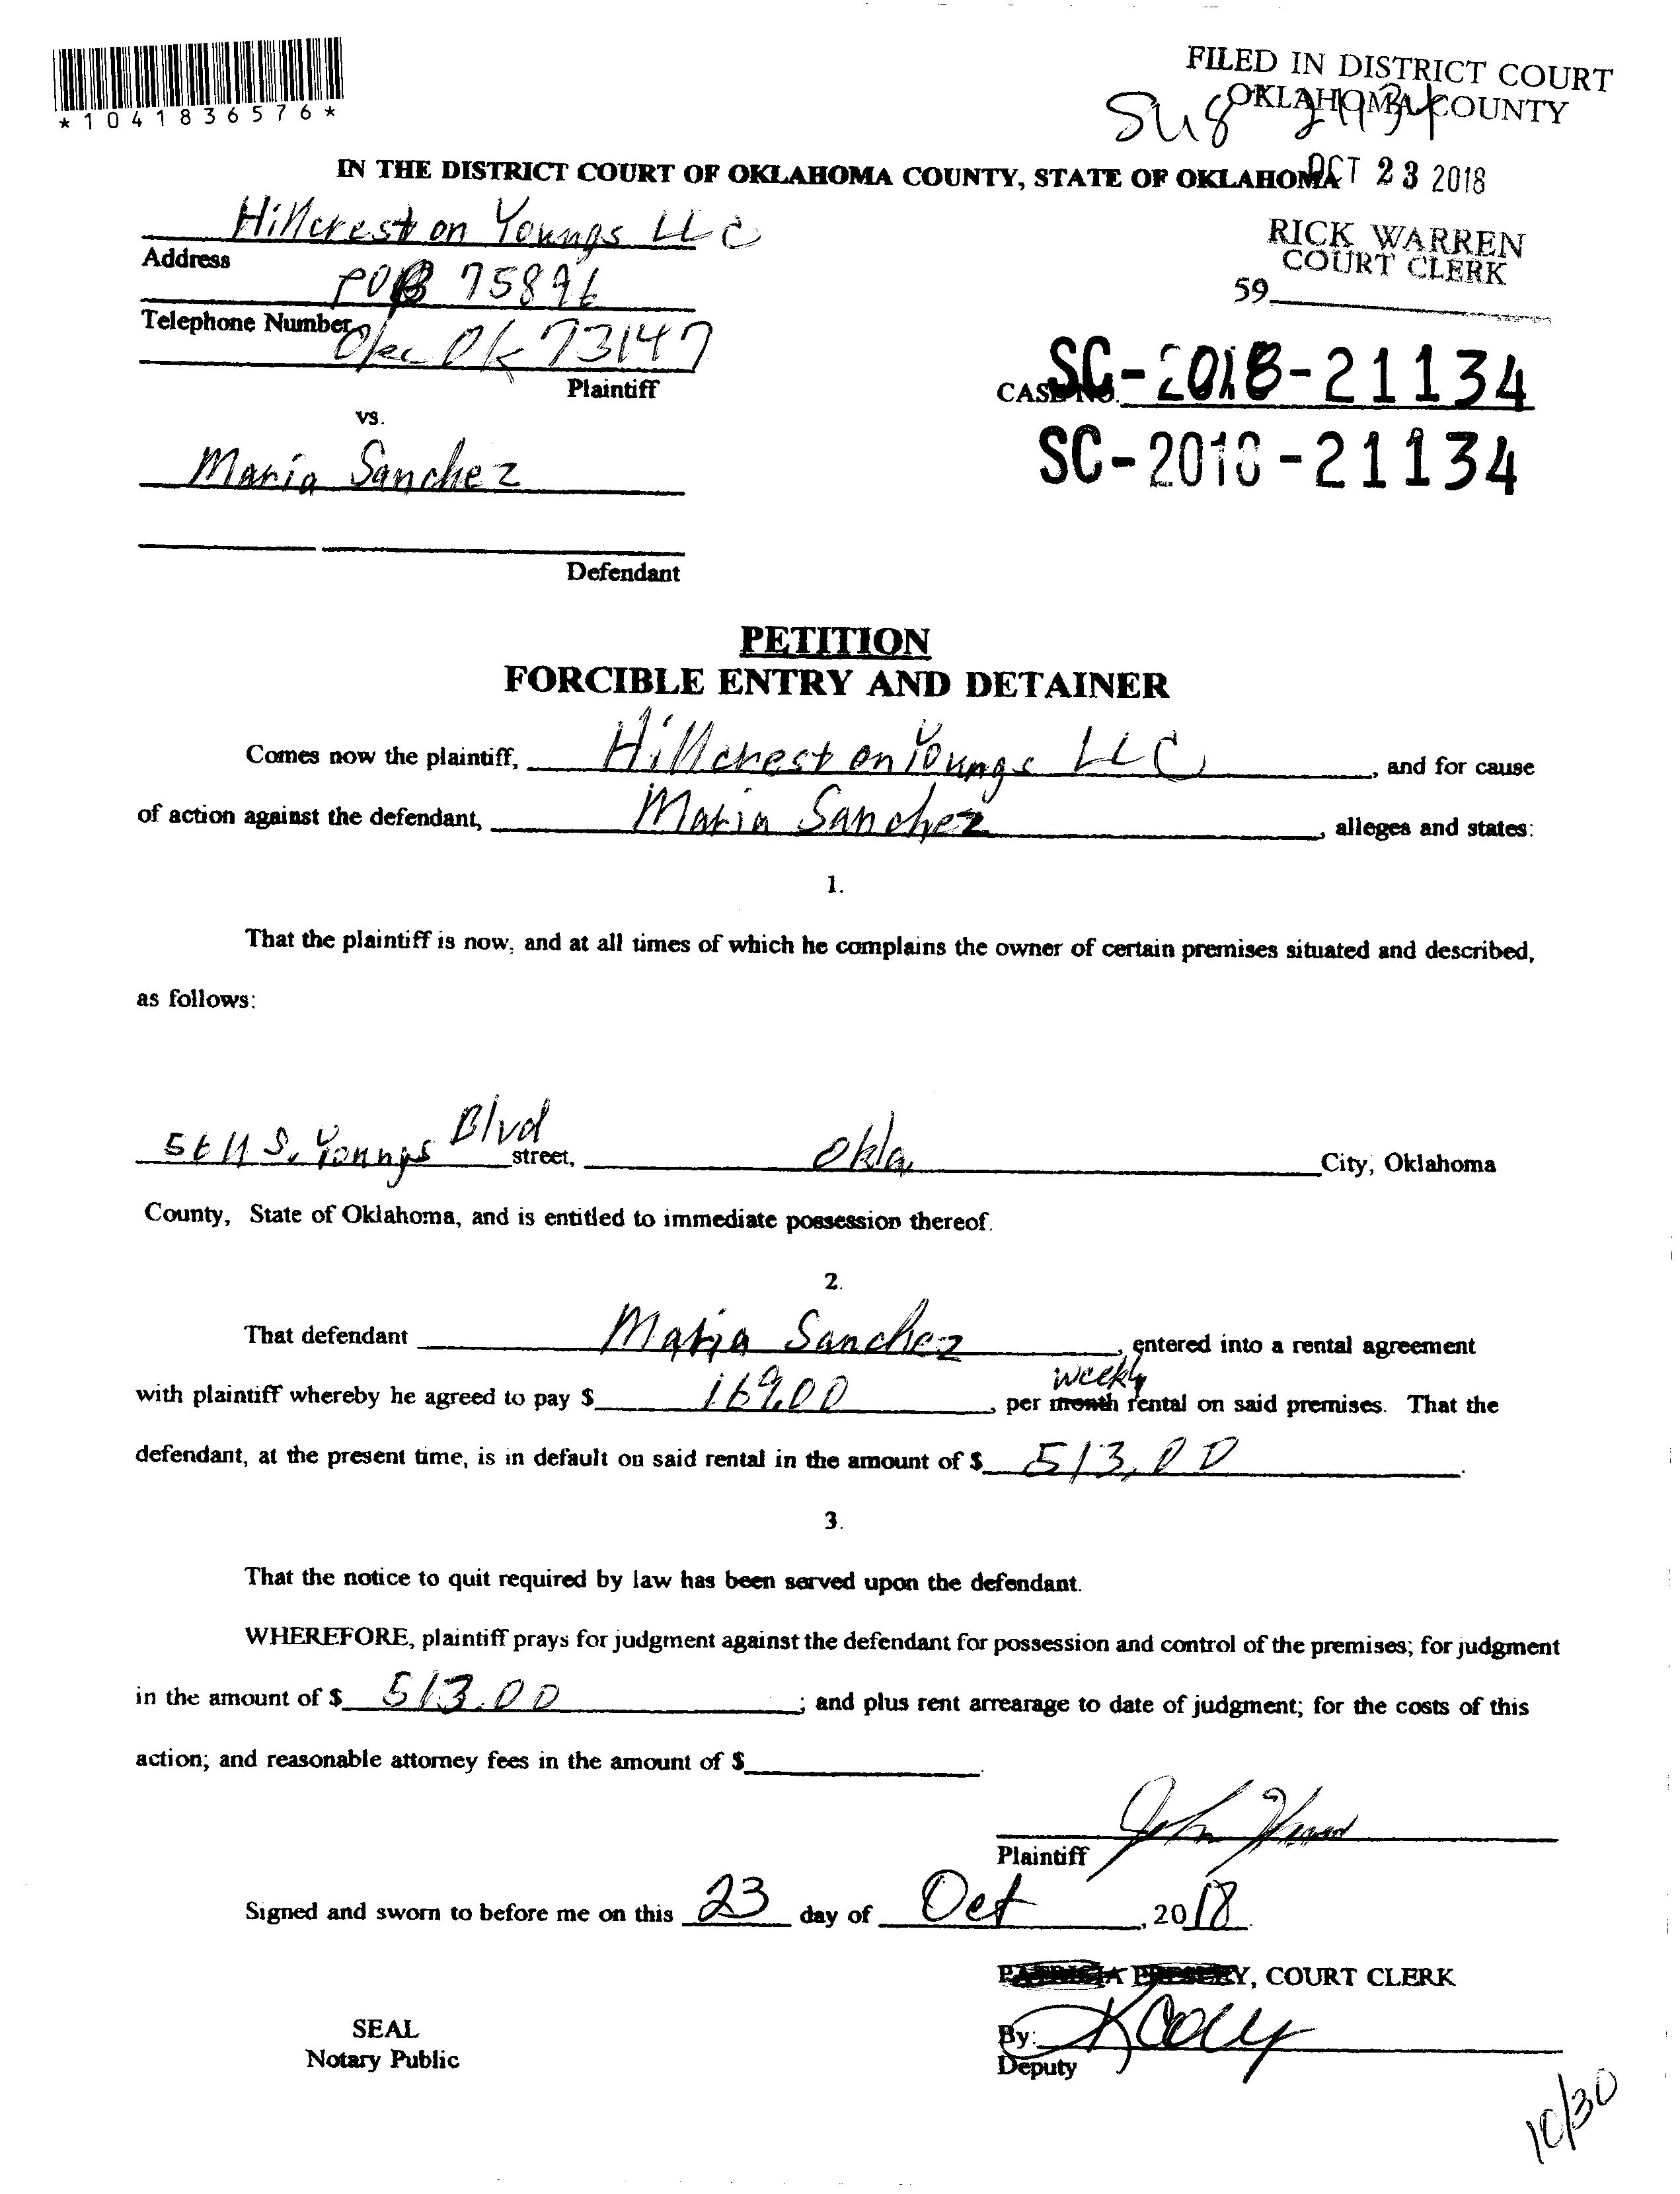 *1041836576*
FILED IN DISTRICT COURT
OKLAHOMA COUNTY
IN THE DISTRICT COURT OF OKLAHOMA COUNTY, STATE OF OKLAHOMA
OCT 23 2018
Hillcrest on Youngs LLC
RICK WARREN
COURT CLERK
Address
POB 75896
59
Telephone Number
Okc Ok 73147
Plaintiff
CASE NO. SC-2018-21134
vs.
SC-2018-21134
Maria Sanchez
Defendant
PETITION
FORCIBLE ENTRY AND DETAINER
Comes now the plaintiff, Hillcrest on Youngs LLC, and for cause
of action against the defendant, Maria Sanchez, alleges and states:
1.
That the plaintiff is now, and at all times of which he complains the owner of certain premises situated and described,
as follows:
S. Youngs Blvd street, Okla City, Oklahoma
County, State of Oklahoma, and is entitled to immediate possession thereof.
2.
That defendant Maria Sanchez, entered into a rental agreement
with plaintiff whereby he agreed to pay $ 169.00, per month weekly rental on said premises. That the
defendant, at the present time, is in default on said rental in the amount of $ 513.00.
3.
That the notice to quit required by law has been served upon the defendant.
WHEREFORE, plaintiff prays for judgment against the defendant for possession and control of the premises; for judgment
in the amount of $ 513.00; and plus rent arrearage to date of judgment; for the costs of this
action; and reasonable attorney fees in the amount of $
John
Plaintiff
Signed and sworn to before me on this 23 day of Oct, 2018.
PATRICIA PRESLEY, COURT CLERK
SEAL
By:
Notary Public
Deputy
10/30